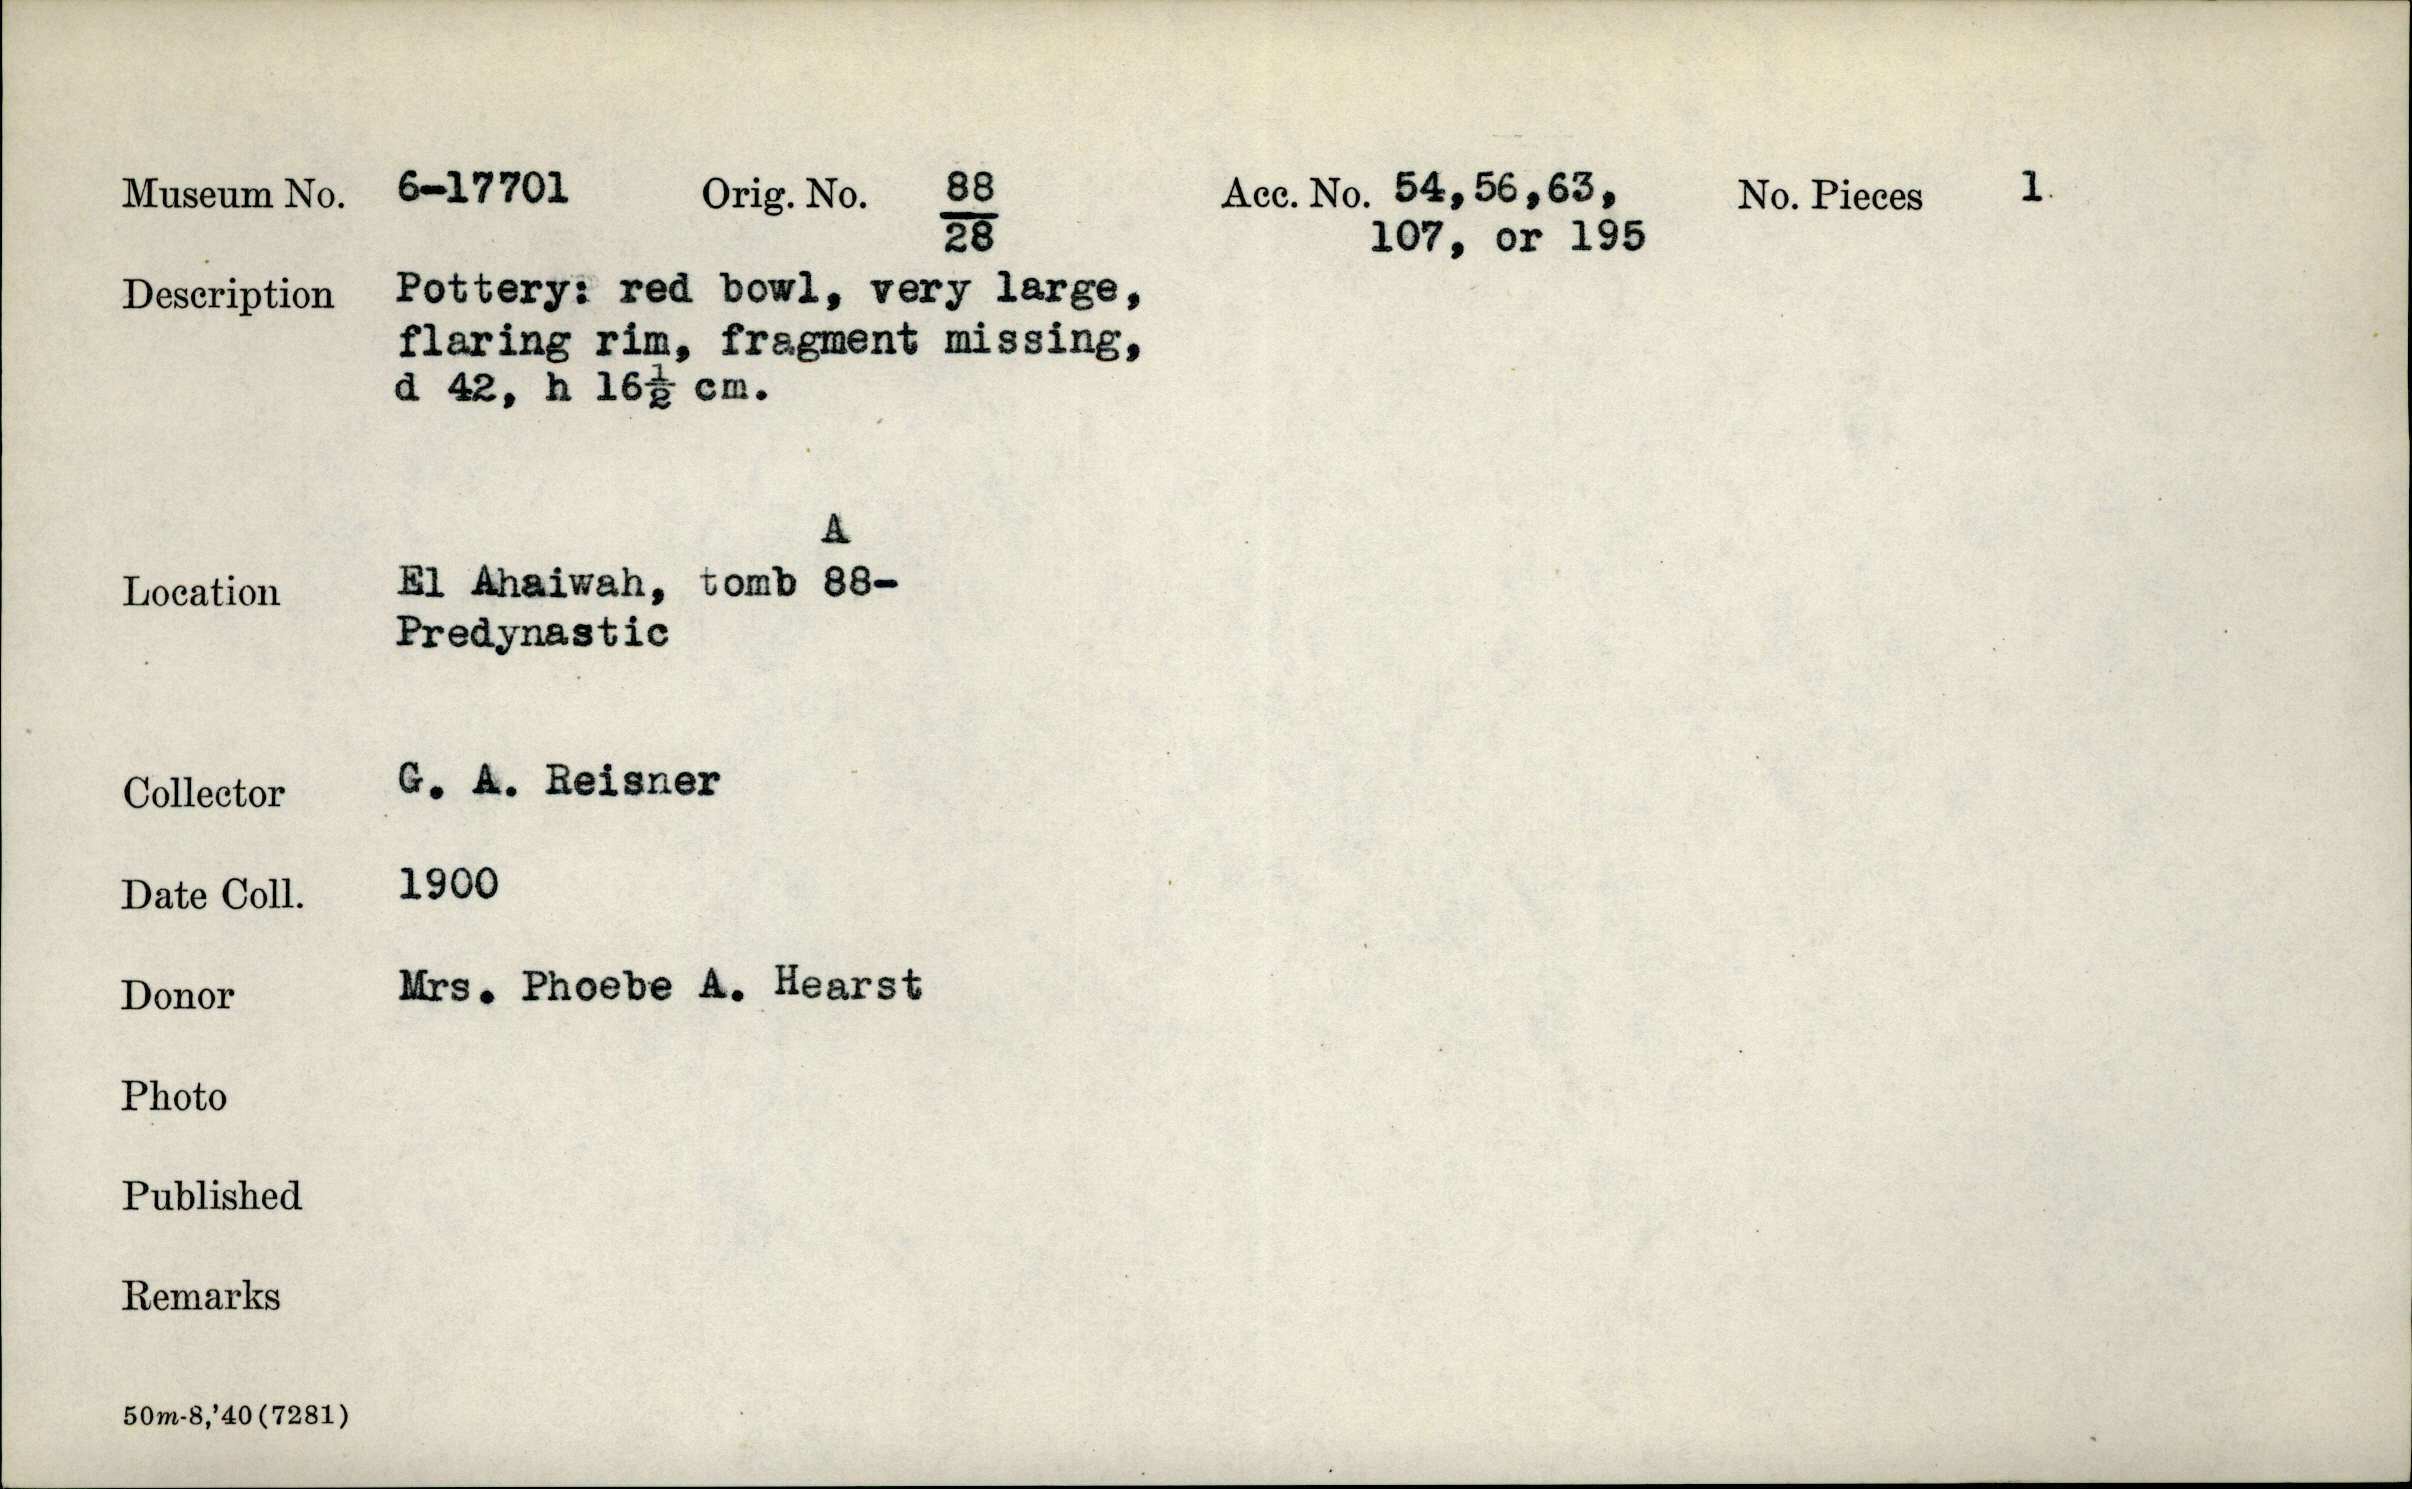 Museum No. 6-17701 Orig. No. 88/28 Acc. No. 54,56,63, No. Pieces 1
107, or 195
Description Pottery: red bowl, very large,
flaring rim, fragment missing,
d 42, h 16½ cm.
A
Location El Ahaiwah, tomb 88-
Predynastic
Collector G. A. Reisner
Date Coll. 1900
Donor Mrs. Phoebe A. Hearst
Photo
Published
Remarks
50m-8,'40(7281)